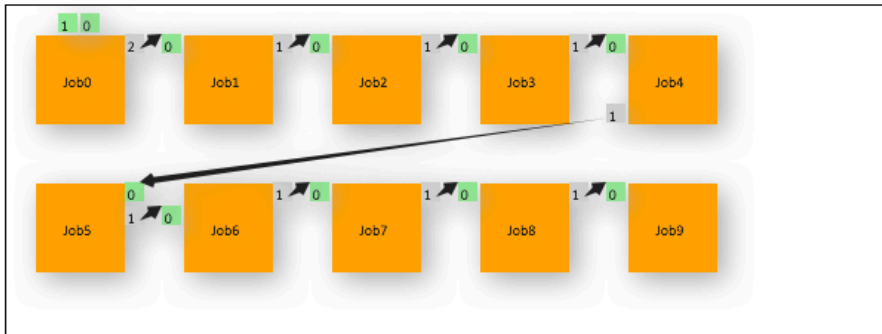 1 0
2 0 1 0 1 0 1 0
Job0 Job1 Job2 Job3 Job4
1
0 1 0 1 0 1 0
1 0
Job5 Job6 Job7 Job8 Job9